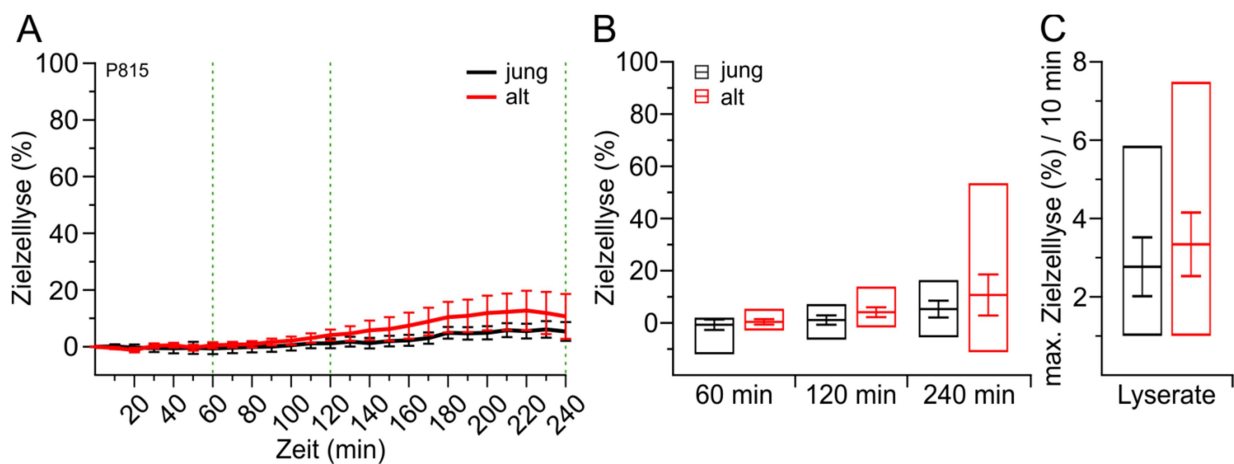 A
P815
jung
alt
Zielzelllyse (%)
100
80
60
40
20
0
20
40
60
80
100
120
140
160
180
200
220
240
Zeit (min)
B
jung
alt
Zielzelllyse (%)
100
80
60
40
20
0
60 min
120 min
240 min
C
max. Zielzelllyse (%) / 10 min
8
6
4
2
Lyserate